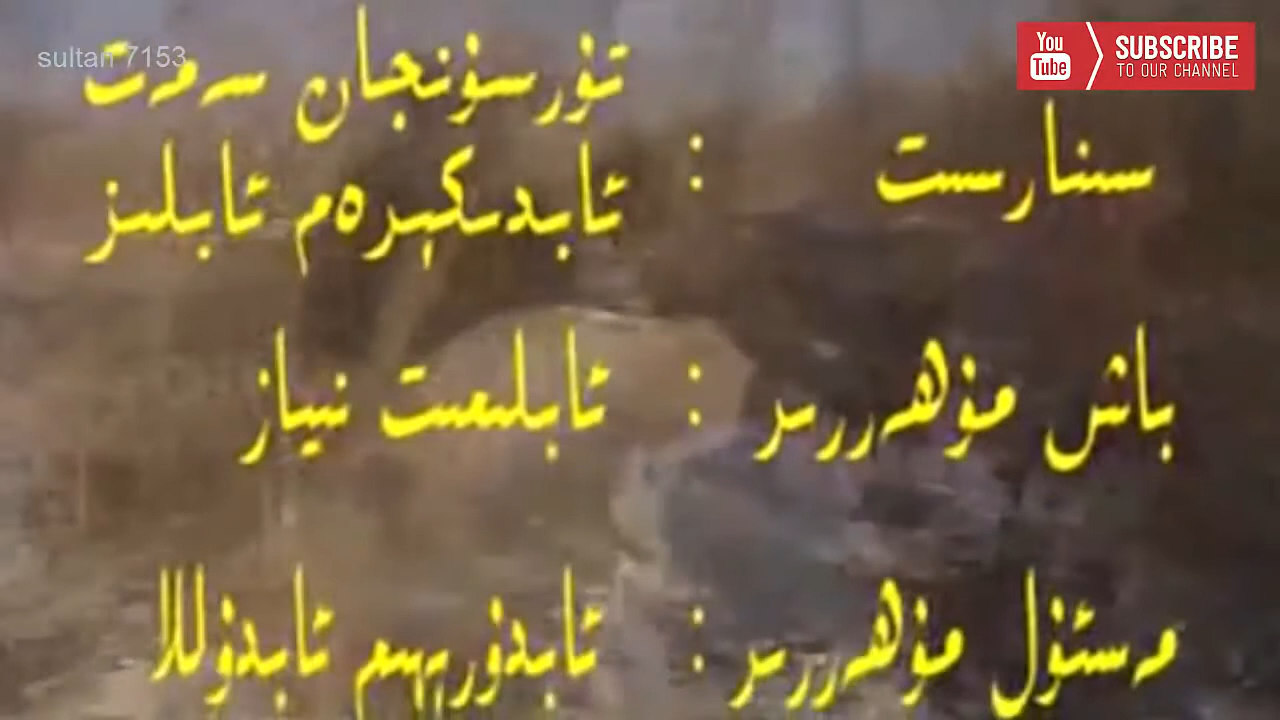 sultan 7153
You Tube SUBSCRIBE
TO OUR CHANNEL
تۇرسۇنجان سەمەت
سىنارىست :
ئابدىكېرەم ئابلىز
باش مۇھەررىر : ئابلىمىت نىياز
مەسئۇل مۇھەررىر : ئابدۇرېھىم ئابدۇللا